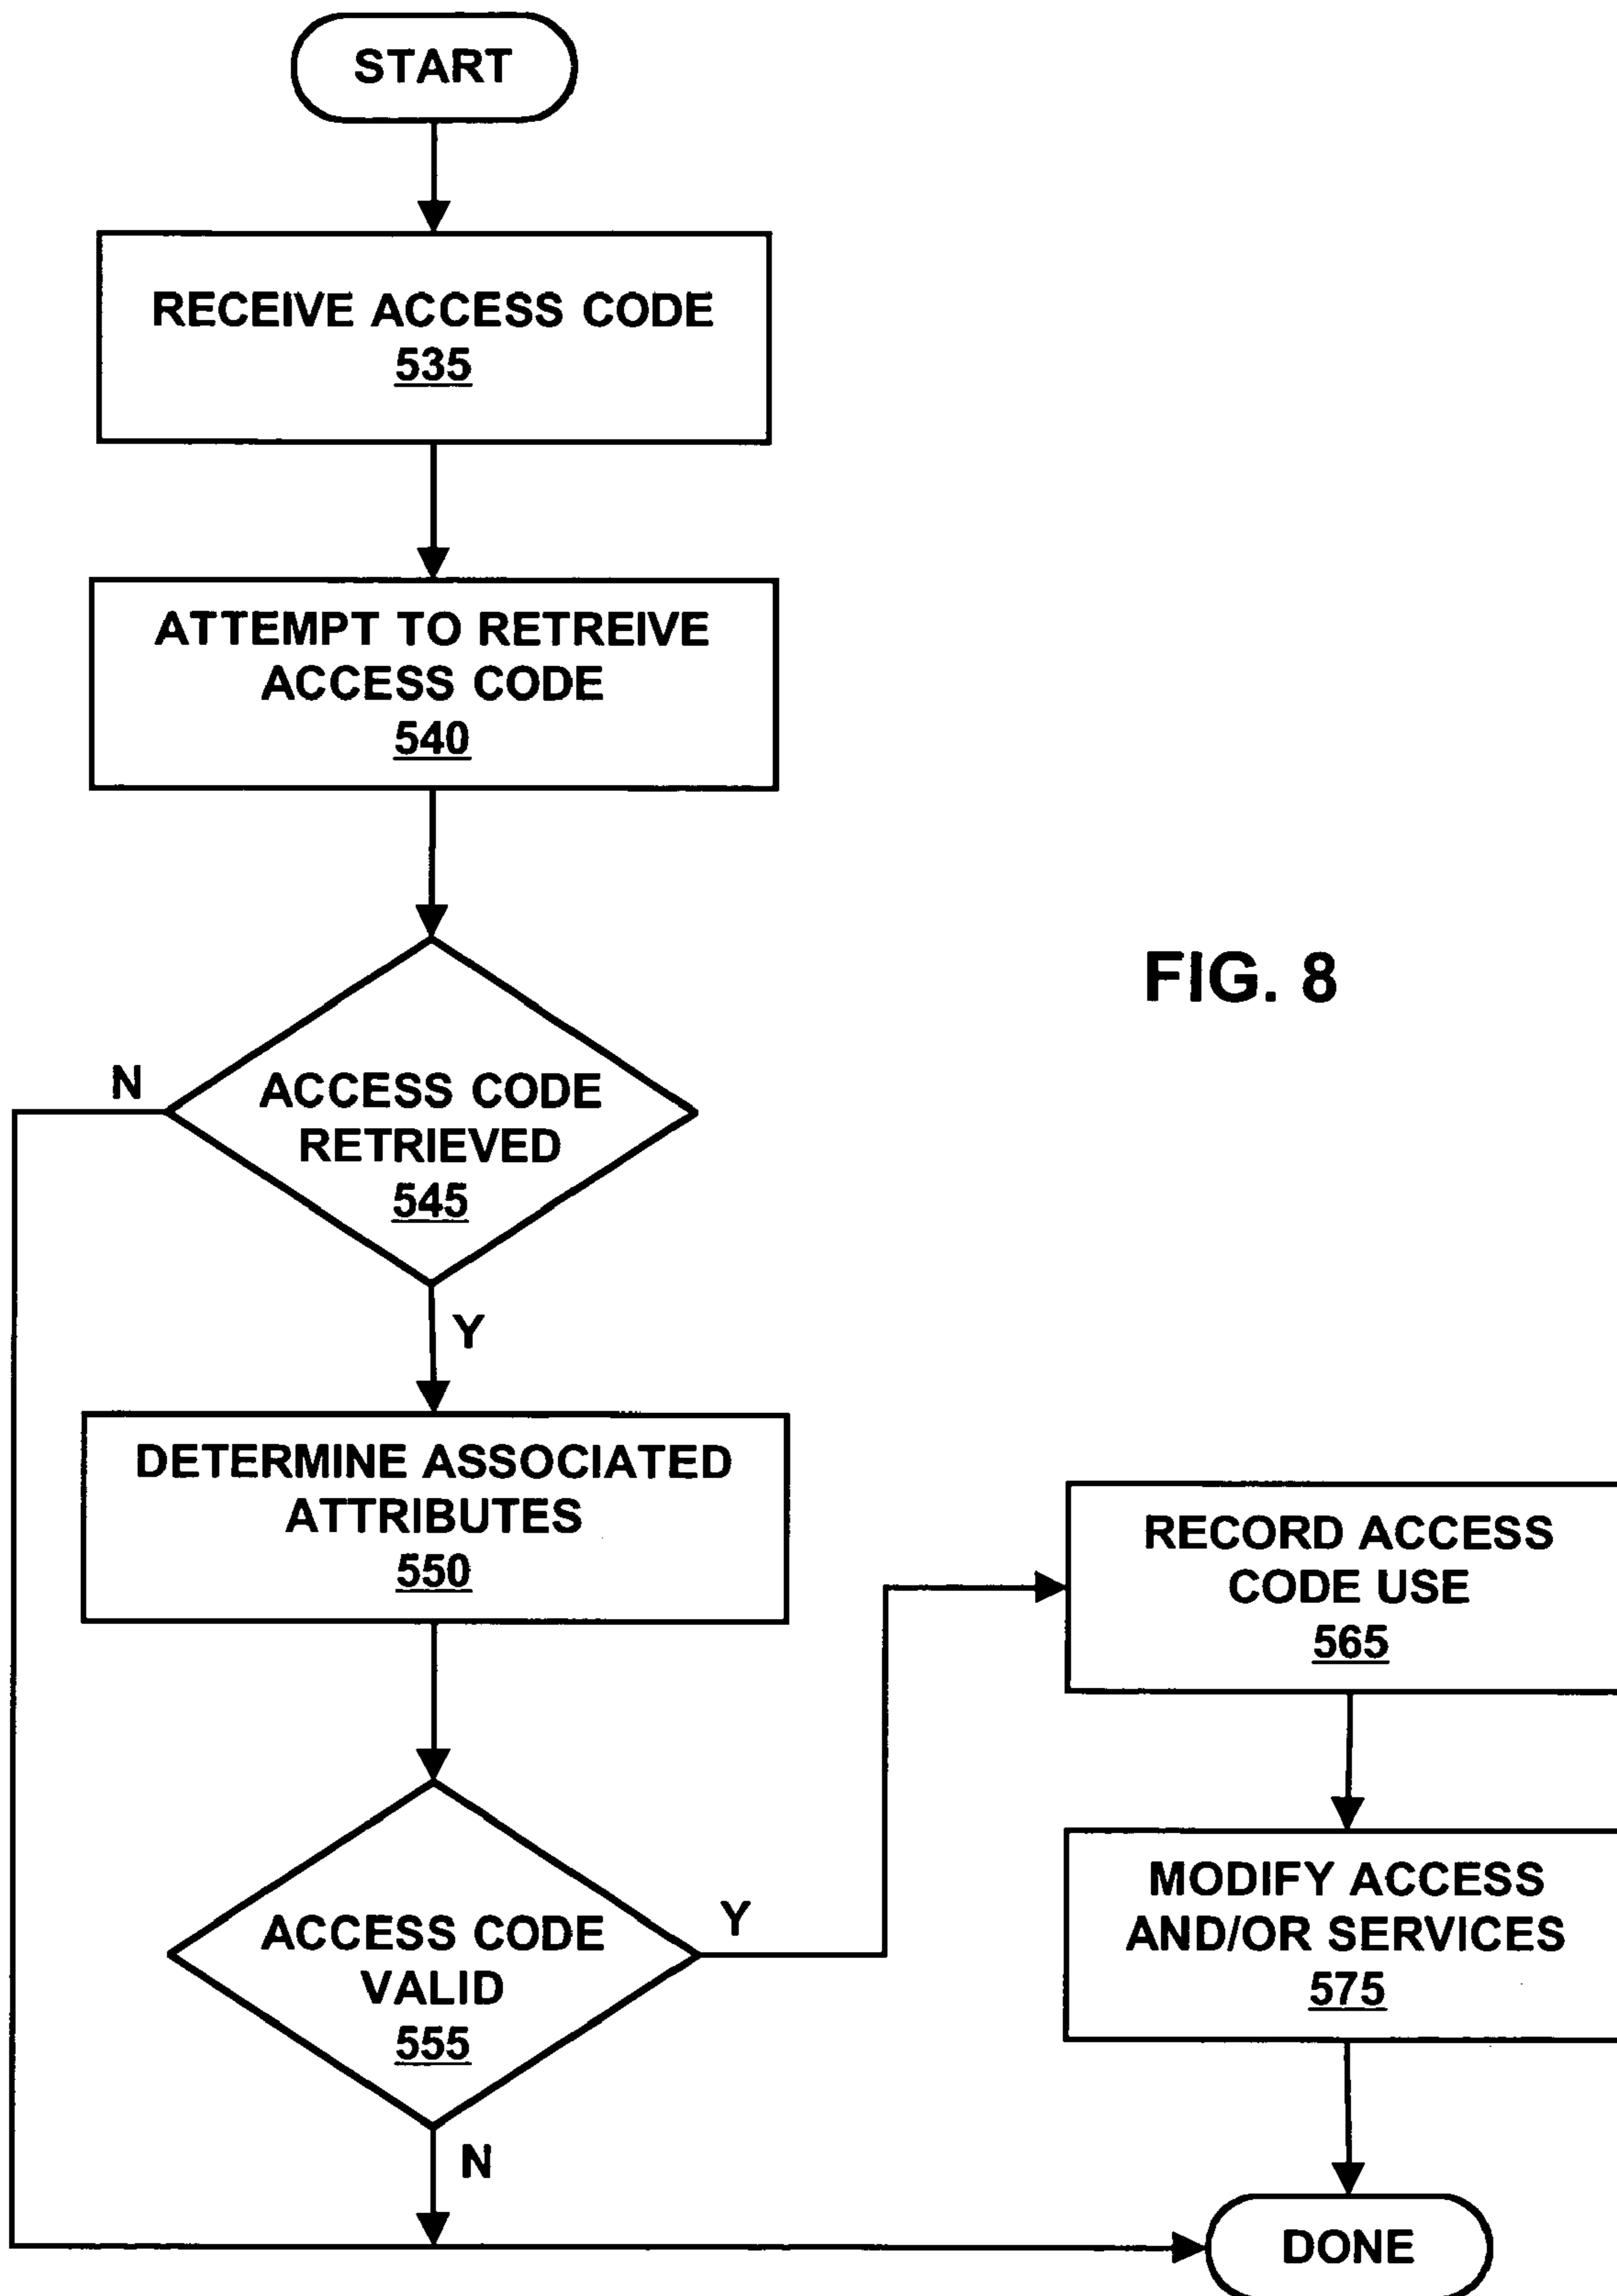 START
RECEIVE ACCESS CODE
535
ATTEMPT TO RETREIVE
ACCESS CODE
540
FIG. 8
N
ACCESS CODE
RETRIEVED
545
Y
DETERMINE ASSOCIATED
ATTRIBUTES
550
RECORD ACCESS
CODE USE
565
ACCESS CODE
VALID
555
Y
MODIFY ACCESS
AND/OR SERVICES
575
N
DONE